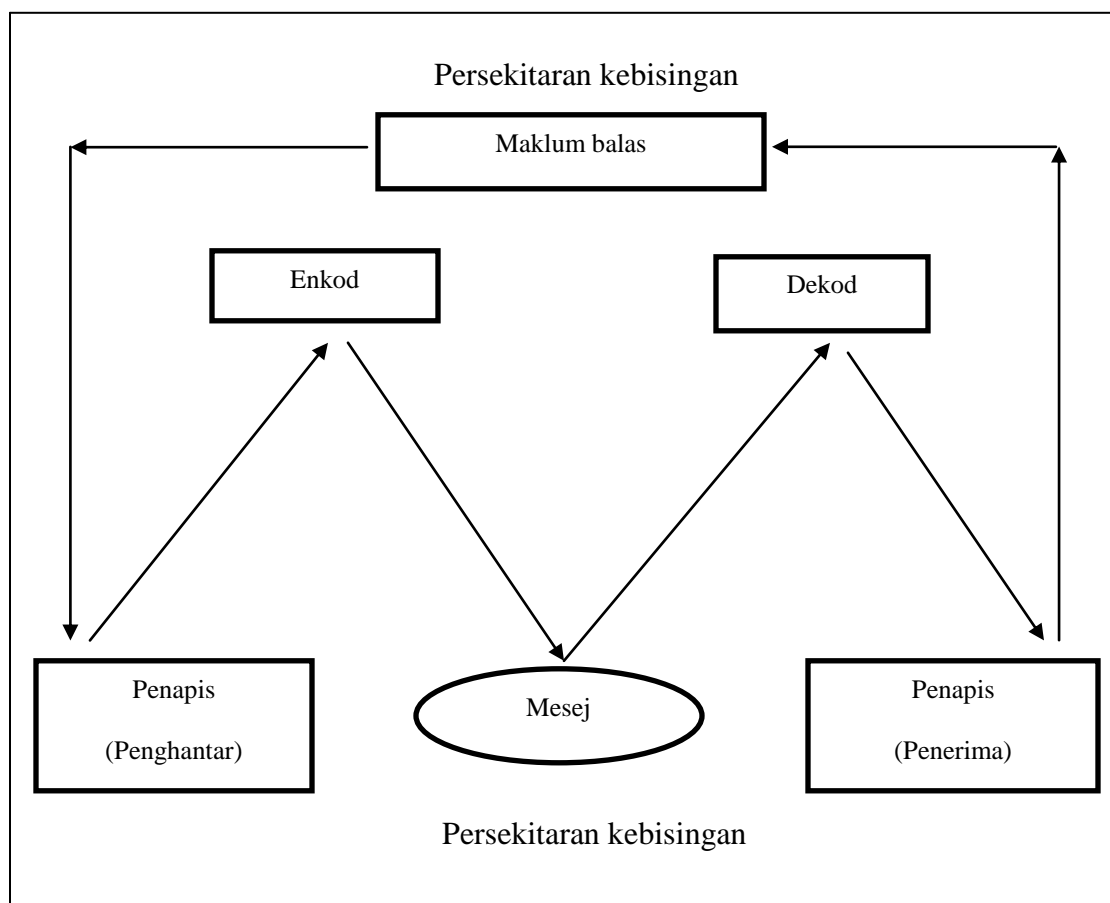 Persekitaran kebisingan
Maklum balas
Enkod
Dekod
Penapis
(Penghantar)
Mesej
Penapis
(Penerima)
Persekitaran kebisingan